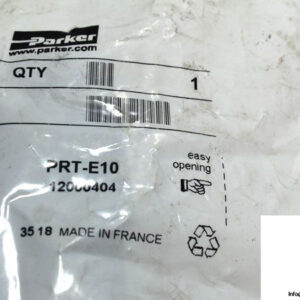 Parker
www.parker.com
QTY
1
PRT-E10
12000404
easy
opening
35 18 MADE IN FRANCE